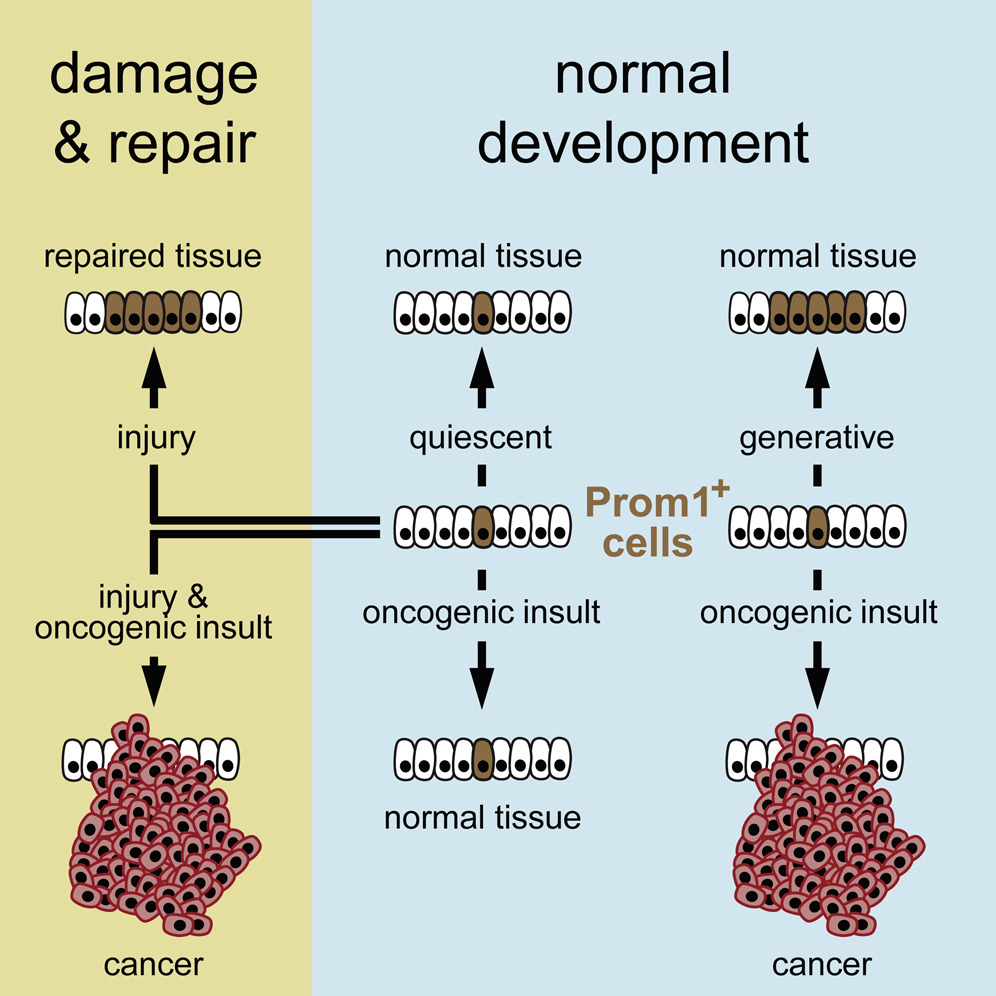 damage
& repair
normal
development
repaired tissue
normal tissue
normal tissue
injury
quiescent
generative
Prom1+
cells
injury &
oncogenic insult
oncogenic insult
oncogenic insult
normal tissue
cancer
cancer